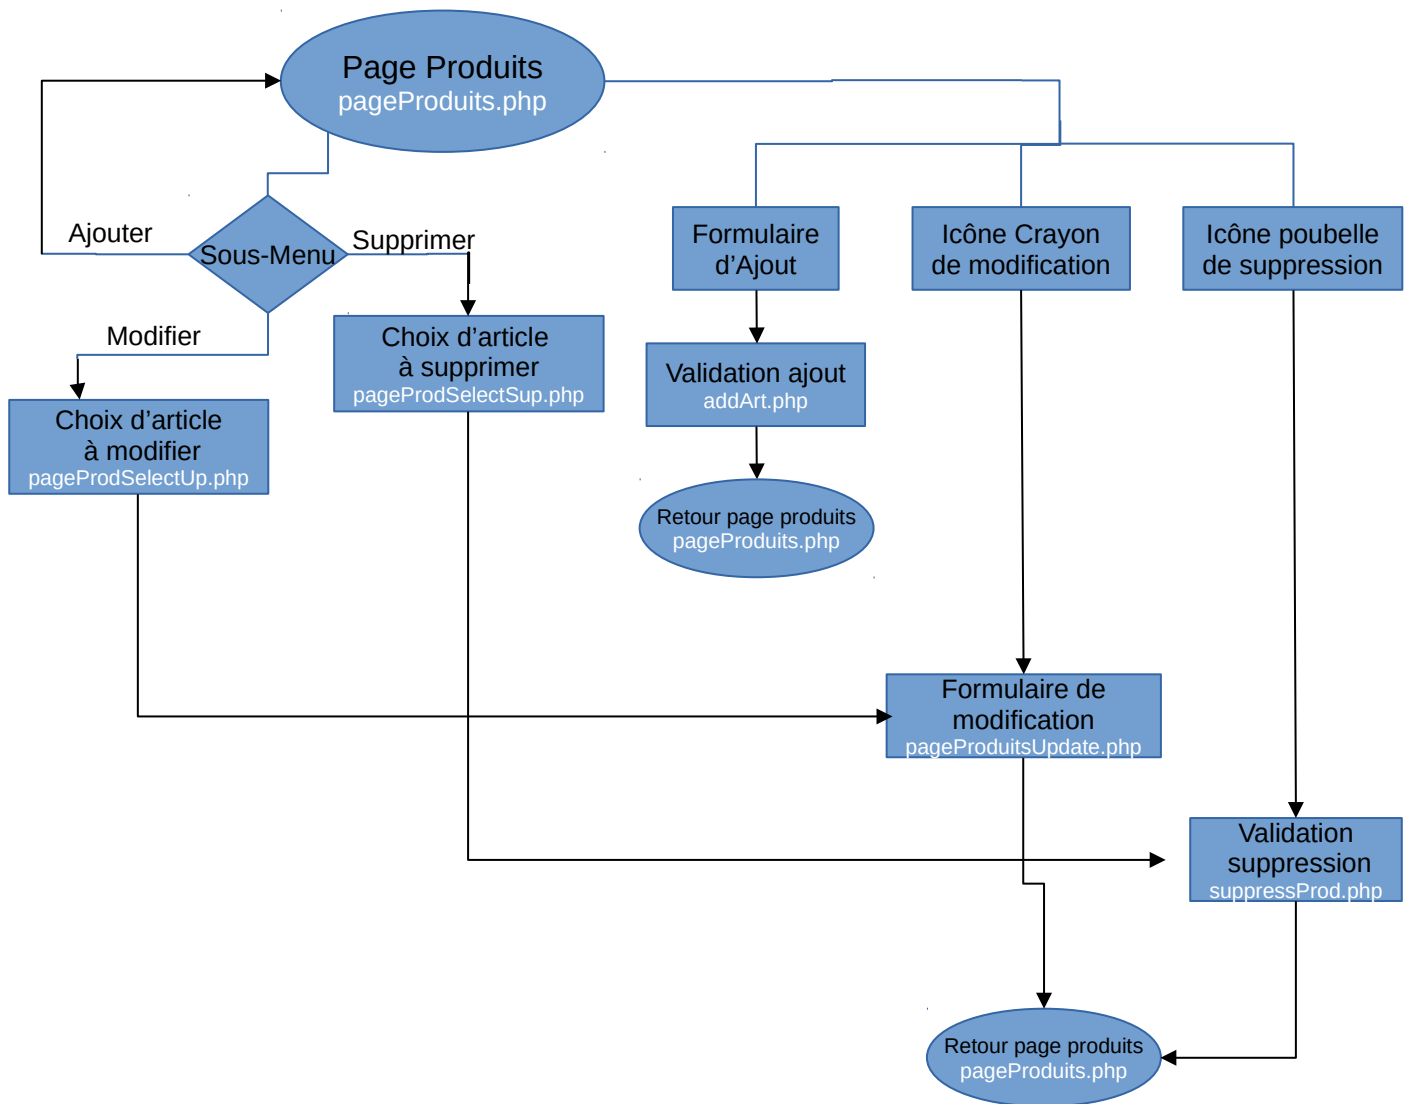 Page Produits
pageProduits.php
Ajouter
Sous-Menu
Supprimer
Modifier
Choix d’article
à supprimer
pageProdSelectSup.php
Choix d’article
à modifier
pageProdSelectUp.php
Formulaire
d’Ajout
Icône Crayon
de modification
Icône poubelle
de suppression
Validation ajout
addArt.php
Retour page produits
pageProduits.php
Formulaire de
modification
pageProduitsUpdate.php
Validation
suppression
suppressProd.php
Retour page produits
pageProduits.php